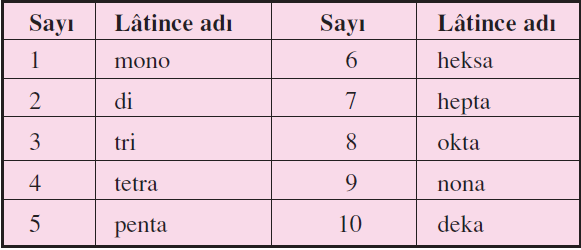 Sayı Lâtince adı Sayı Lâtince adı
1 mono 6 heksa
2 di 7 hepta
3 tri 8 okta
4 tetra 9 nona
5 penta 10 deka